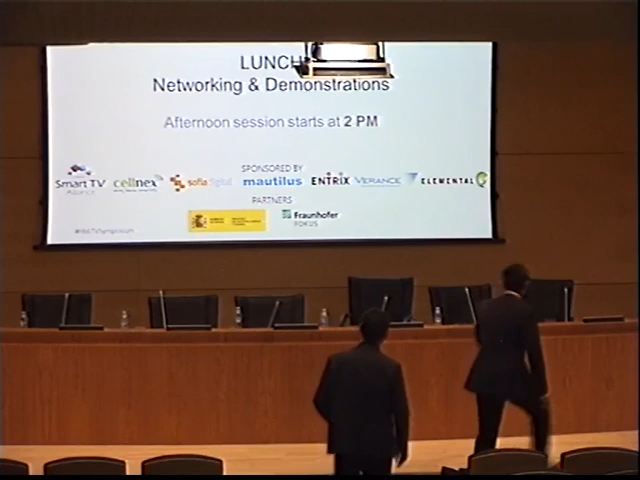 LUNCH
Networking & Demonstrations
Afternoon session starts at 2 PM
SPONSORED BY
Smart TV
Alliance
cellnex
sofia digital
mautilus
ENTRIX
VERANCE
ELEMENTAL
PARTNERS
Fraunhofer
FOKUS